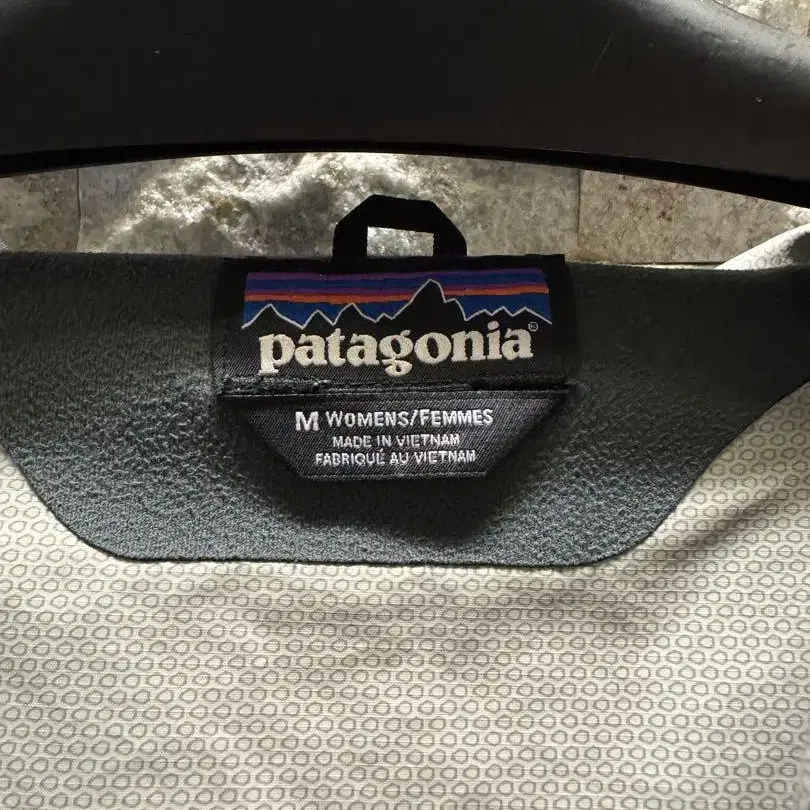 patagonia®
M WOMENS/FEMMES
MADE IN VIETNAM
FABRIQUÉ AU VIETNAM